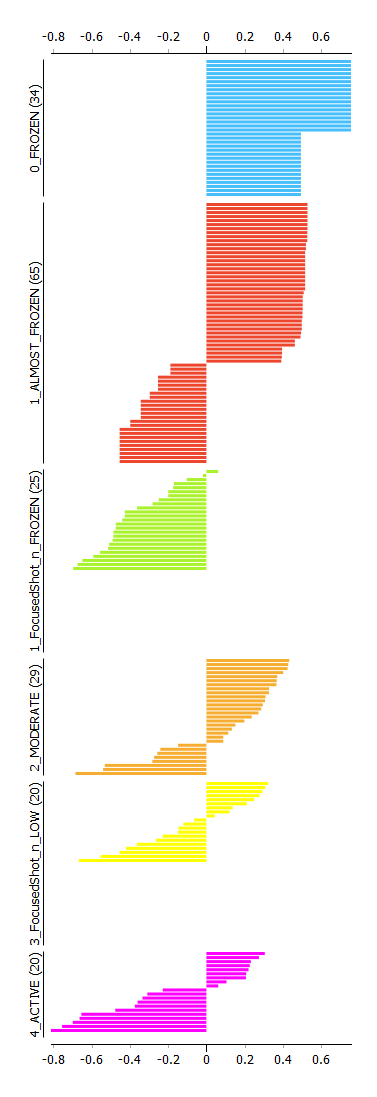 -0.8 -0.6 -0.4 -0.2 0 0.2 0.4 0.6
0_FROZEN (34)
1_ALMOST_FROZEN (65)
1_FocusedShot_n_FROZEN (25)
2_MODERATE (29)
3_FocusedShot_n_LOW (20)
4_ACTIVE (20)
-0.8 -0.6 -0.4 -0.2 0 0.2 0.4 0.6